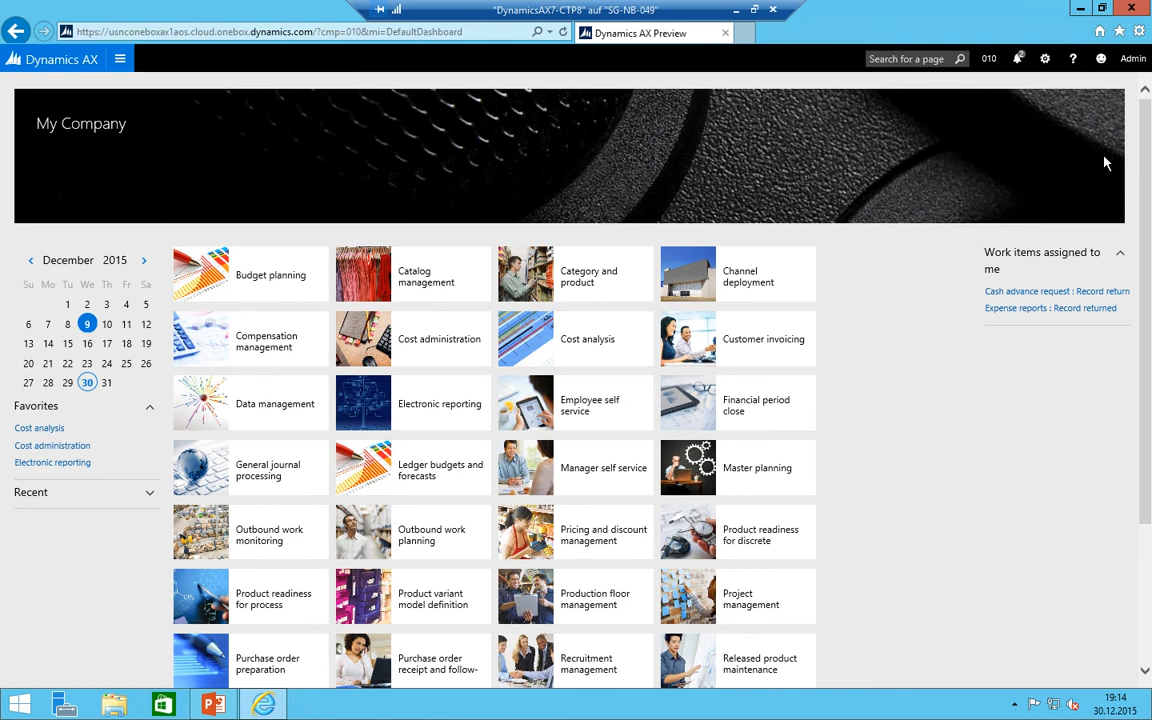 "DynamicsAX7-CTP8" auf "SG-NB-049"
https://usnconeboxax1aos.cloud.onebox.dynamics.com/?cmp=010&mi=DefaultDashboard
Dynamics AX Preview
Dynamics AX
Search for a page
010
2
?
Admin
My Company
December 2015
Su Mo Tu We Th Fr Sa
1 2 3 4 5
6 7 8 9 10 11 12
13 14 15 16 17 18 19
20 21 22 23 24 25 26
27 28 29 30 31
Favorites
Cost analysis
Cost administration
Electronic reporting
Recent
Budget planning
Catalog
management
Category and
product
Channel
deployment
Compensation
management
Cost administration
Cost analysis
Customer invoicing
Data management
Electronic reporting
Employee self
service
Financial period
close
General journal
processing
Ledger budgets and
forecasts
Manager self service
Master planning
Outbound work
monitoring
Outbound work
planning
Pricing and discount
management
Product readiness
for discrete
Product readiness
for process
Product variant
model definition
Production floor
management
Project
management
Purchase order
preparation
Purchase order
receipt and follow-
Recruitment
management
Released product
maintenance
Work items assigned to
me
Cash advance request : Record return
Expense reports : Record returned
19:14
30.12.2015